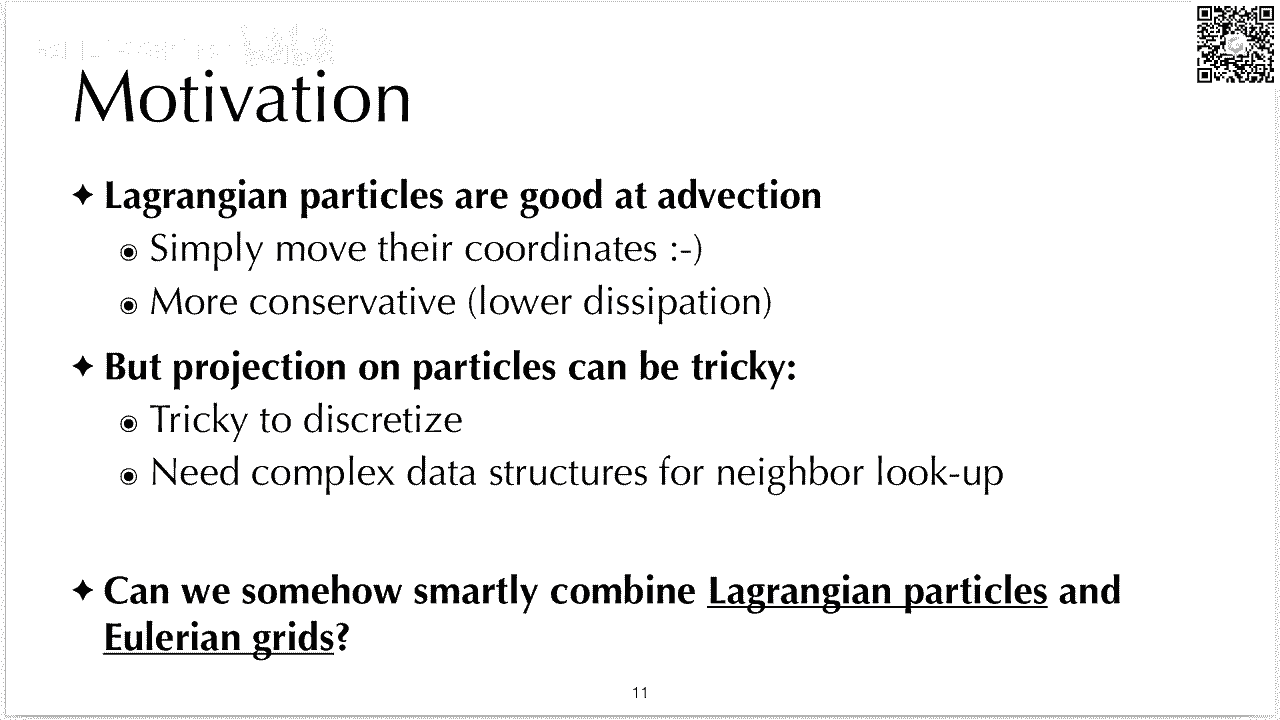 Motivation
✦ Lagrangian particles are good at advection
◉ Simply move their coordinates :-)
◉ More conservative (lower dissipation)
✦ But projection on particles can be tricky:
◉ Tricky to discretize
◉ Need complex data structures for neighbor look-up
✦ Can we somehow smartly combine Lagrangian particles and
Eulerian grids?
11